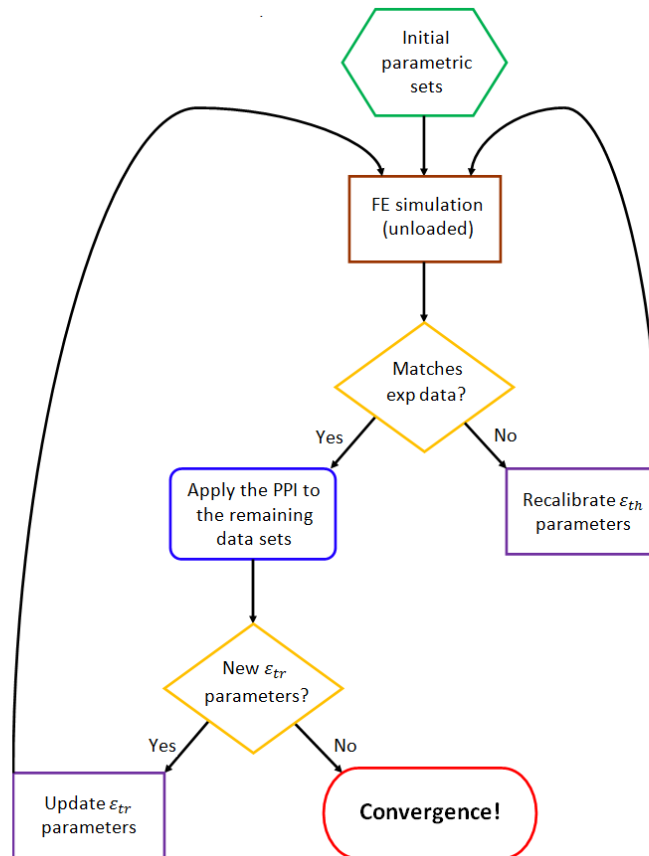 Initial
parametric
sets
FE simulation
(unloaded)
Matches
exp data?
Yes
No
Apply the PPI to
the remaining
data sets
Recalibrate εₜₕ
parameters
New εₜᵣ
parameters?
Yes
No
Update εₜᵣ
parameters
Convergence!